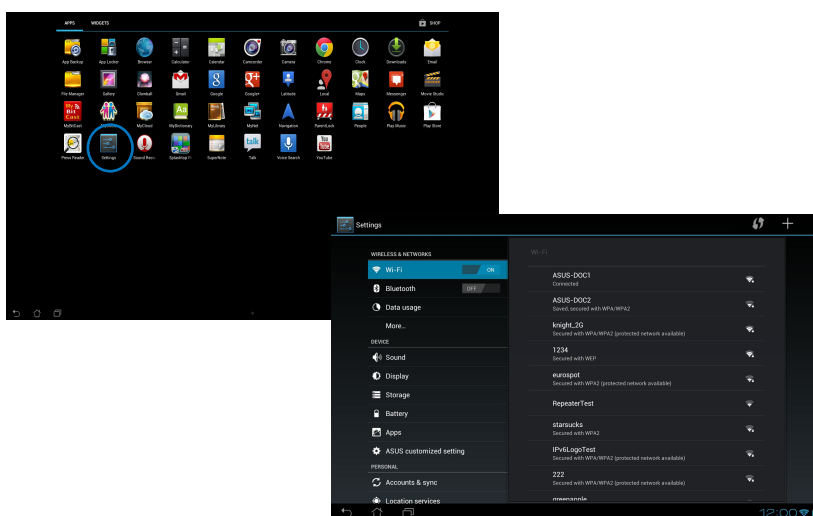 APPS WIDGETS SHOP
App Backup App Locker Browser Calculator Calendar Camcorder Camera Chrome Clock Downloads Email
File Manager Gallery Glowball Gmail Google Google+ Latitude Local Maps Messenger Movie Studio
MyBitCast MyCloud MyDictionary MyLibrary MyNet Navigation ParentLock People Play Music Play Store
Press Reader Settings Sound Reco Splashtop R SuperNote Talk Voice Search YouTube
Settings
WIRELESS & NETWORKS
Wi-Fi ON
Bluetooth OFF
Data usage
More...
DEVICE
Sound
Display
Storage
Battery
Apps
ASUS customized setting
PERSONAL
Accounts & sync
Location services
Wi-Fi
ASUS-DOC1
Connected
ASUS-DOC2
Saved, secured with WPA/WPA2
knight_2G
Secured with WPA/WPA2 (protected network available)
1234
Secured with WEP
eurospot
Secured with WPA2 (protected network available)
RepeaterTest
starsucks
Secured with WPA2
IPv6LogoTest
Secured with WPA/WPA2 (protected network available)
222
Secured with WPA/WPA2 (protected network available)
greenapple
12:00